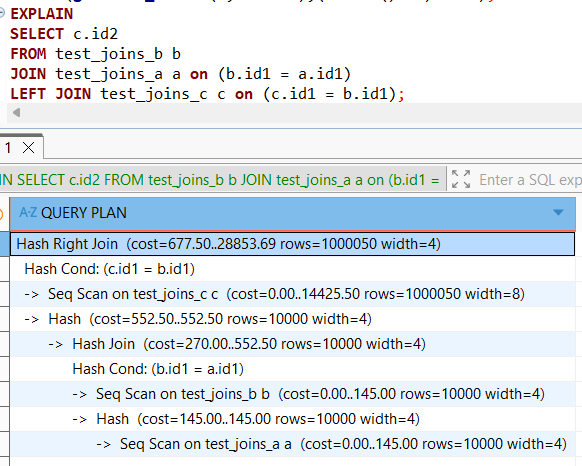 EXPLAIN
SELECT c.id2
FROM test_joins_b b
JOIN test_joins_a a on (b.id1 = a.id1)
LEFT JOIN test_joins_c c on (c.id1 = b.id1);
1
IN SELECT c.id2 FROM test_joins_b b JOIN test_joins_a a on (b.id1 = 
Enter a SQL exp
A-Z QUERY PLAN
Hash Right Join (cost=677.50..28853.69 rows=1000050 width=4)
Hash Cond: (c.id1 = b.id1)
-> Seq Scan on test_joins_c c (cost=0.00..14425.50 rows=1000050 width=8)
-> Hash (cost=552.50..552.50 rows=10000 width=4)
-> Hash Join (cost=270.00..552.50 rows=10000 width=4)
Hash Cond: (b.id1 = a.id1)
-> Seq Scan on test_joins_b b (cost=0.00..145.00 rows=10000 width=4)
-> Hash (cost=145.00..145.00 rows=10000 width=4)
-> Seq Scan on test_joins_a a (cost=0.00..145.00 rows=10000 width=4)